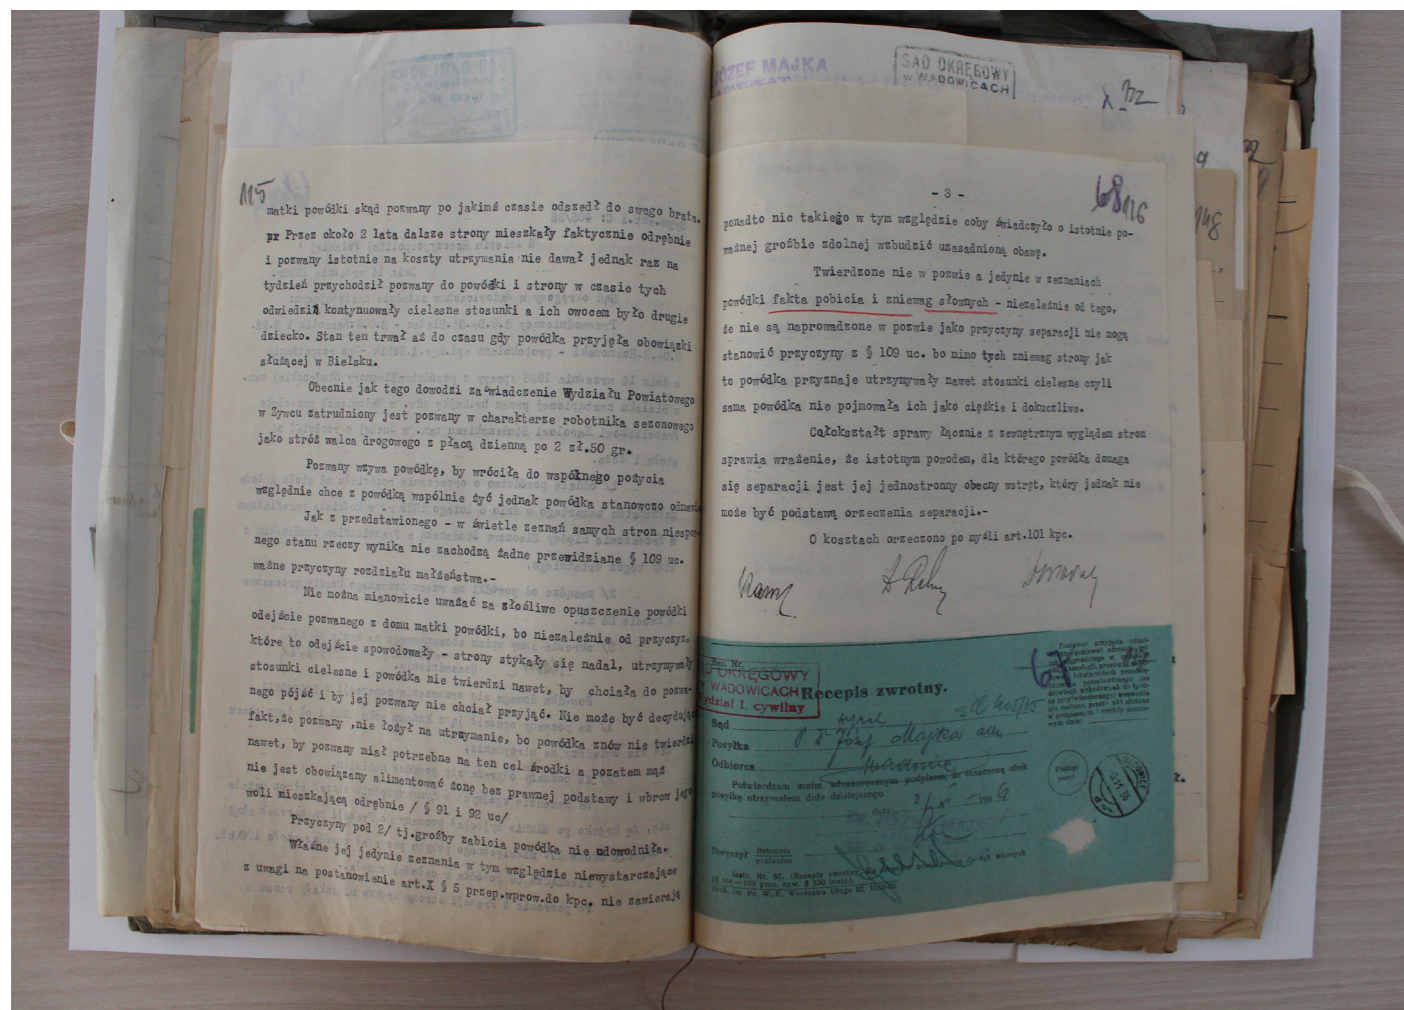 115
matki powódki skąd pozwany po jakimś czasie odszedł do swego brata.
pr Przez około 2 lata dalsze strony mieszkały faktycznie odrębnie
i pozwany istotnie na koszty utrzymania nie dawał jednak raz na
tydzień przychodził pozwany do powódki i strony w czasie tych
odwiedzin kontynuowały cielesne stosunki a ich owocem było drugie
dziecko. Stan ten trwał aż do czasu gdy powódka przyjęła obowiązki
służącej w Bielsku.
Obecnie jak tego dowodzi zaświadczenie Wydziału Powiatowego
w Żywcu zatrudniony jest pozwany w charakterze robotnika sezonowego
jako stróż walca drogowego z płacą dzienną po 2 zł.50 gr.
Pozwany wzywa powódkę, by wróciła do wspólnego pożycia
względnie chce z powódką wspólnie żyć jednak powódka stanowczo odmawia
Jak z przedstawionego - w świetle zeznań samych stron niespor-
nego stanu rzeczy wynika nie zachodzą żadne przewidziane § 109 uc.
ważne przyczyny rozdziału małżeństwa.-
Nie można mianowicie uważać za złośliwe opuszczenie powódki
odejście pozwanego z domu matki powódki, bo niezależnie od przyczyn,
które to odejście spowodowały - strony stykały się nadal, utrzymywały
stosunki cielesne i powódka nie twierdzi nawet, by chciała do pozwa-
nego pójść i by jej pozwany nie chciał przyjąć. Nie może być decydując
fakt,że pozwany ,nie łożył na utrzymanie, bo powódka znów nie twierdzi
nawet, by pozwany miał potrzebne na ten cel środki a pozatem mąż
nie jest obowiązany alimentować żonę bez prawnej podstawy i wbrew jego
woli mieszkającą odrębnie / § 91 i 92 uc/
Przyczyny pod 2/ tj.groźby zabicia powódka nie udowodniła.
Właśne jej jedynie zeznania w tym względzie niewystarczające
z uwagi na postanowienie art.X § 5 przep.wprow.do kpc. nie zawierają
JÓZEF MAJKA
SĄD OKRĘGOWY
W WADOWICACH
- 3 -
68
116
148
ponadto nic takiego w tym względzie coby świadczyło o istotnie po-
ważnej groźbie zdolnej wzbudzić uzasadnioną obawę.
Twierdzone nie w pozwie a jedynie w zeznaniach
powódki fakta pobicia i zniewag słownych - niezależnie od tego,
że nie są naprowadzone w pozwie jako przyczyny separacji nie mogą
stanowić przyczyny z § 109 uc. bo mimo tych zniewag strony jak
to powódka przyznaje utrzymywały nawet stosunki cielesne czyli
sama powódka nie pojmowała ich jako ciężkie i dokuczliwe.
Cołokształt sprawy łącznie z zewnętrznym wyglądem stron
sprawia wrażenie, że istotnym powodem, dla którego powódka domaga
się separacji jest jej jednostronny obecny wstręt, który jednak nie
może być podstawą orzeczenia separacji.-
O kosztach orzeczono po myśli art.101 kpc.
67
OKRĘGOWY
W WADOWICACH
Wydział I. cywilny
Recepis zwrotny.
Sąd
Posyłka
Józef Majka
Odbiorca
Potwierdzam moim własnoręcznym podpisem, że oznaczoną obok
posyłkę otrzymałem dnia dzisiejszego.
dnia
Doręczył